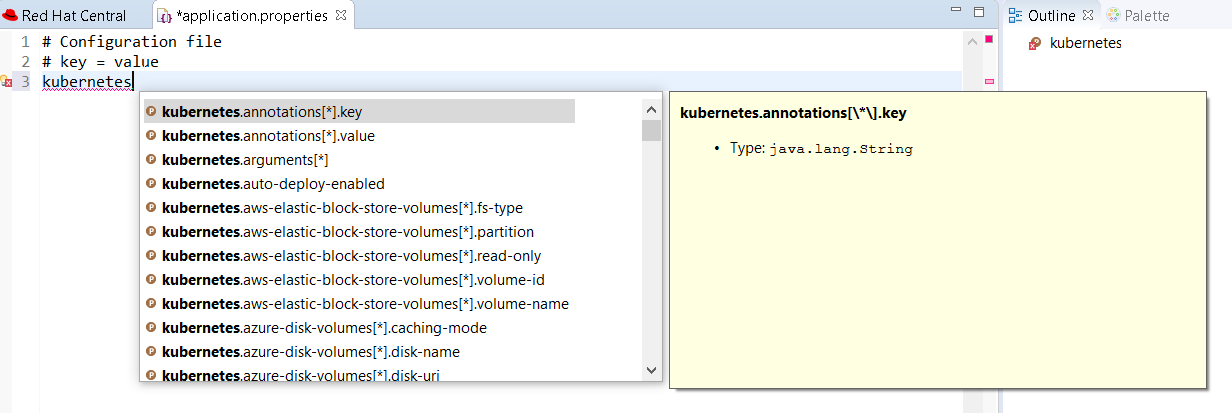 Red Hat Central
*application.properties
Outline
Palette
1 # Configuration file
2 # key = value
3 kubernetes
kubernetes
kubernetes.annotations[*].key
kubernetes.annotations[*].value
kubernetes.arguments[*]
kubernetes.auto-deploy-enabled
kubernetes.aws-elastic-block-store-volumes[*].fs-type
kubernetes.aws-elastic-block-store-volumes[*].partition
kubernetes.aws-elastic-block-store-volumes[*].read-only
kubernetes.aws-elastic-block-store-volumes[*].volume-id
kubernetes.aws-elastic-block-store-volumes[*].volume-name
kubernetes.azure-disk-volumes[*].caching-mode
kubernetes.azure-disk-volumes[*].disk-name
kubernetes.azure-disk-volumes[*].disk-uri
kubernetes.annotations[\*\].key
• Type: java.lang.String